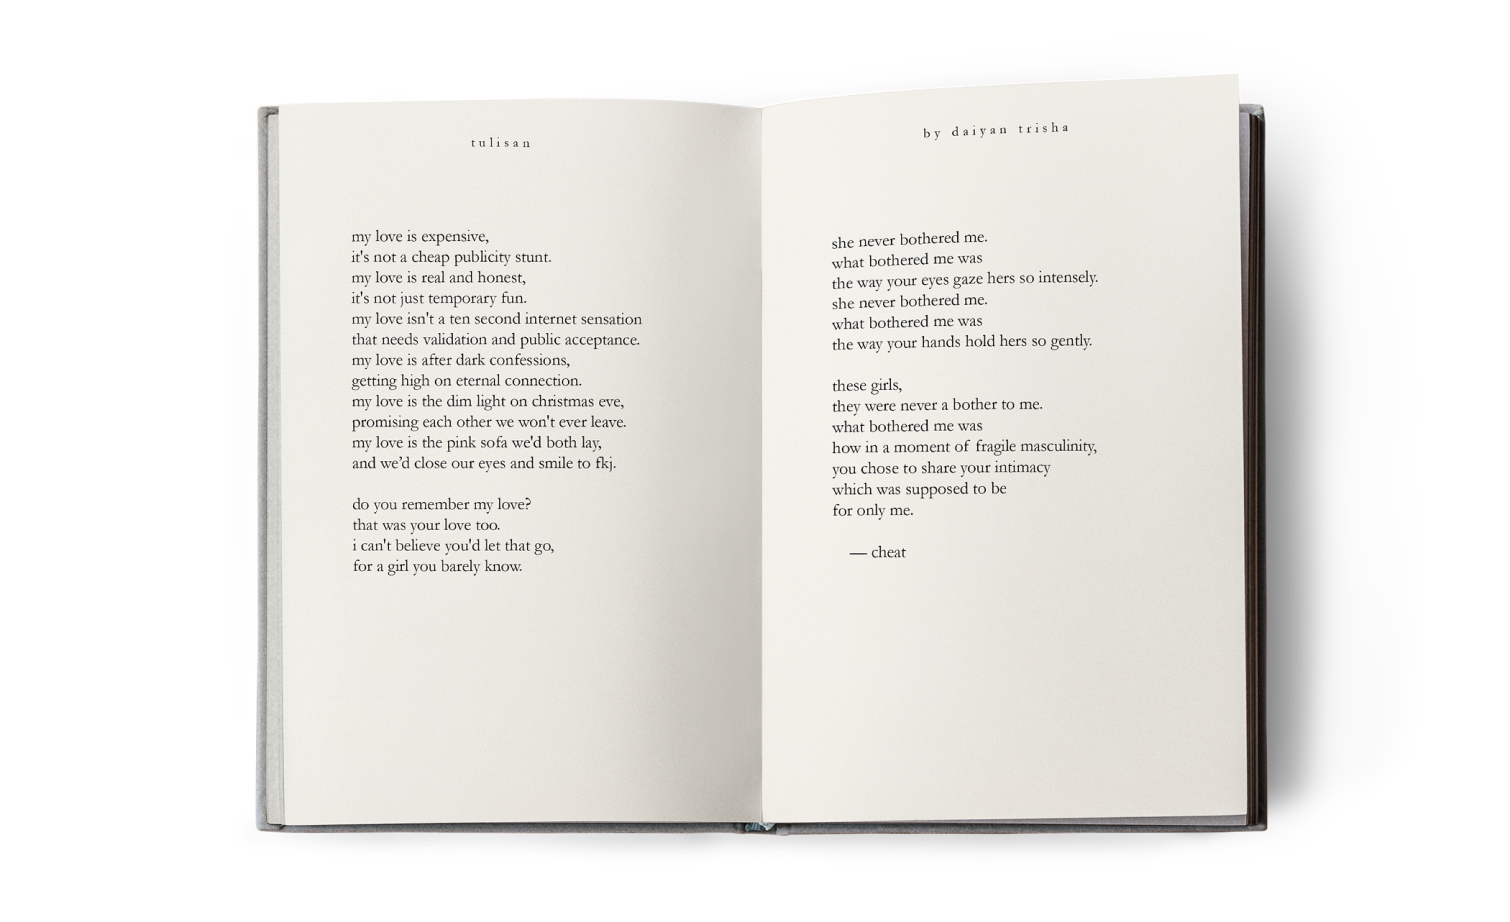 tulisan
my love is expensive,
it's not a cheap publicity stunt.
my love is real and honest,
it's not just temporary fun.
my love isn't a ten second internet sensation
that needs validation and public acceptance.
my love is after dark confessions,
getting high on eternal connection.
my love is the dim light on christmas eve,
promising each other we won't ever leave.
my love is the pink sofa we'd both lay,
and we’d close our eyes and smile to fkj.

do you remember my love?
that was your love too.
i can't believe you'd let that go,
for a girl you barely know.

by daiyan trisha
she never bothered me.
what bothered me was
the way your eyes gaze hers so intensely.
she never bothered me.
what bothered me was
the way your hands hold hers so gently.

these girls,
they were never a bother to me.
what bothered me was
how in a moment of fragile masculinity,
you chose to share your intimacy
which was supposed to be
for only me.

— cheat